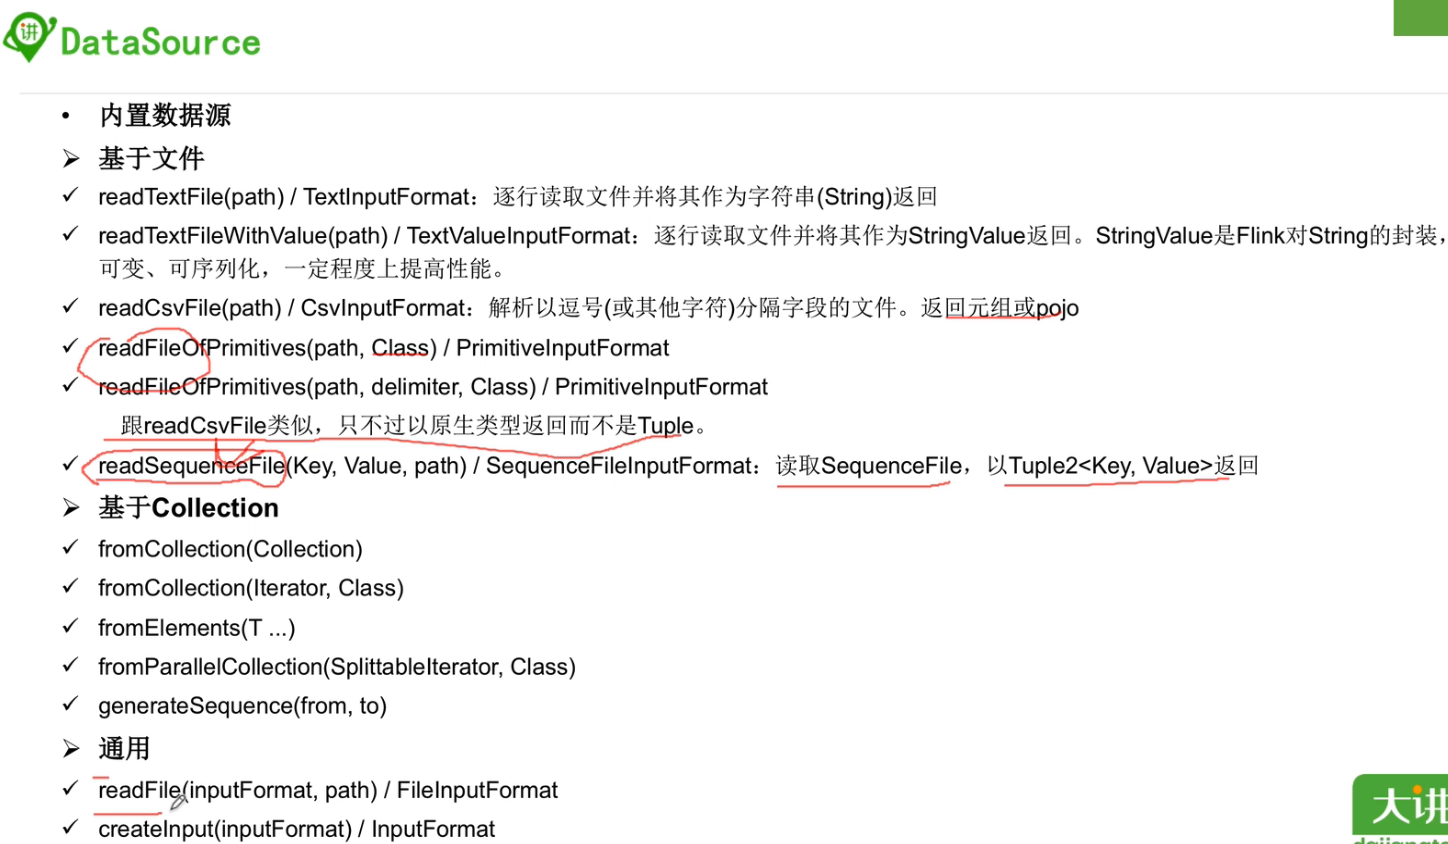 讲 DataSource
• 内置数据源
➢ 基于文件
✓ readTextFile(path) / TextInputFormat：逐行读取文件并将其作为字符串(String)返回
✓ readTextFileWithValue(path) / TextValueInputFormat：逐行读取文件并将其作为StringValue返回。StringValue是Flink对String的封装，
可变、可序列化，一定程度上提高性能。
✓ readCsvFile(path) / CsvInputFormat：解析以逗号(或其他字符)分隔字段的文件。返回元组或pojo
✓ readFileOfPrimitives(path, Class) / PrimitiveInputFormat
✓ readFileOfPrimitives(path, delimiter, Class) / PrimitiveInputFormat
跟readCsvFile类似，只不过以原生类型返回而不是Tuple。
✓ readSequenceFile(Key, Value, path) / SequenceFileInputFormat：读取SequenceFile，以Tuple2<Key, Value>返回
➢ 基于Collection
✓ fromCollection(Collection)
✓ fromCollection(Iterator, Class)
✓ fromElements(T ...)
✓ fromParallelCollection(SplittableIterator, Class)
✓ generateSequence(from, to)
➢ 通用
✓ readFile(inputFormat, path) / FileInputFormat
✓ createInput(inputFormat) / InputFormat
大讲